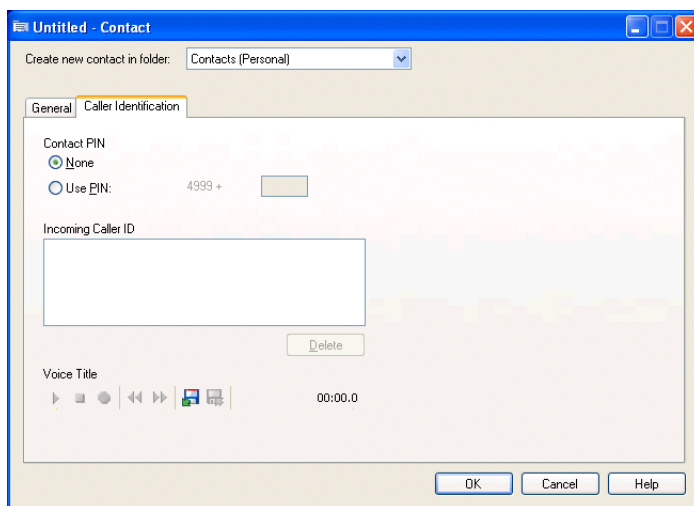 Untitled - Contact
Create new contact in folder: Contacts (Personal)
General Caller Identification
Contact PIN
None
Use PIN: 4999 +
Incoming Caller ID
Delete
Voice Title
00:00.0
OK Cancel Help